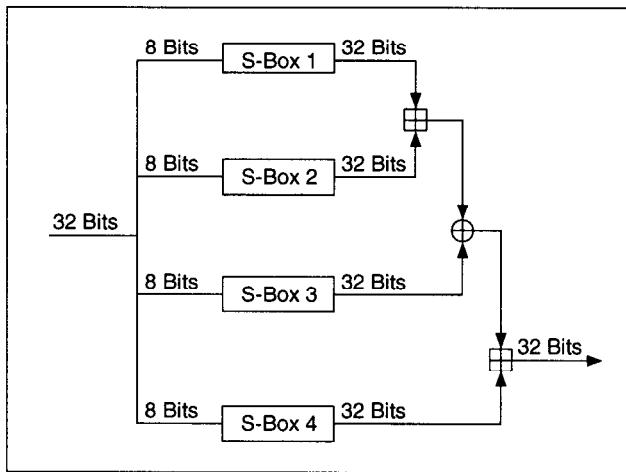 8 Bits S-Box 1 32 Bits
8 Bits S-Box 2 32 Bits
32 Bits
8 Bits S-Box 3 32 Bits
32 Bits
8 Bits S-Box 4 32 Bits